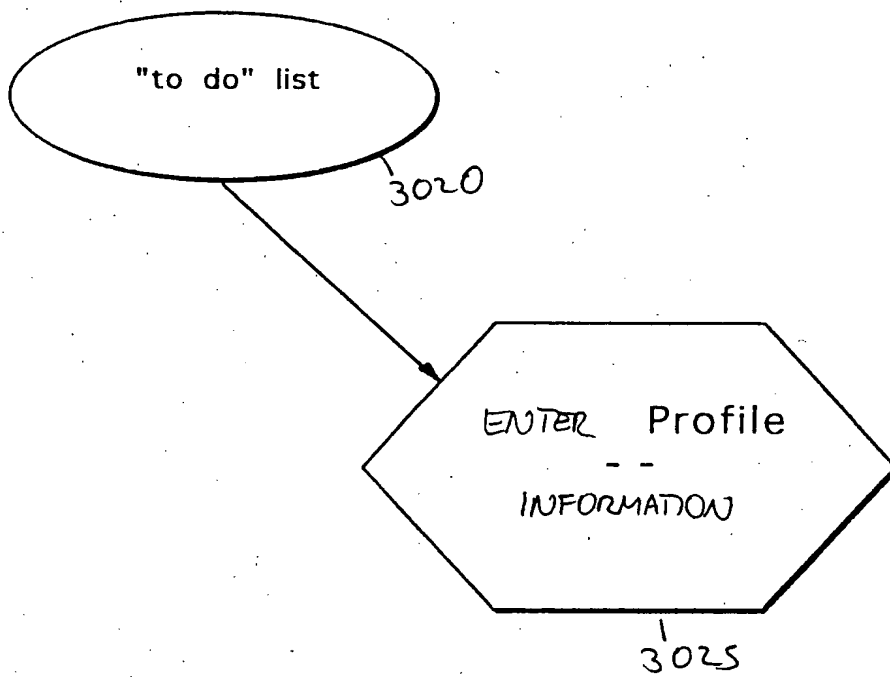 "to do" list
3020
ENTER Profile
--
INFORMATION
3025